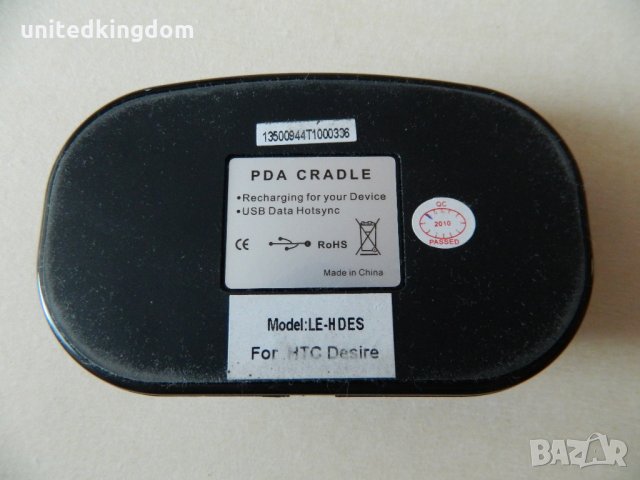 unitedkingdom
13500944T1000336
PDA CRADLE
•Recharging for your Device
•USB Data Hotsync
CE RoHS
Made in China
QC
2010
PASSED
Model:LE-HDES
For HTC Desire
BAZAR